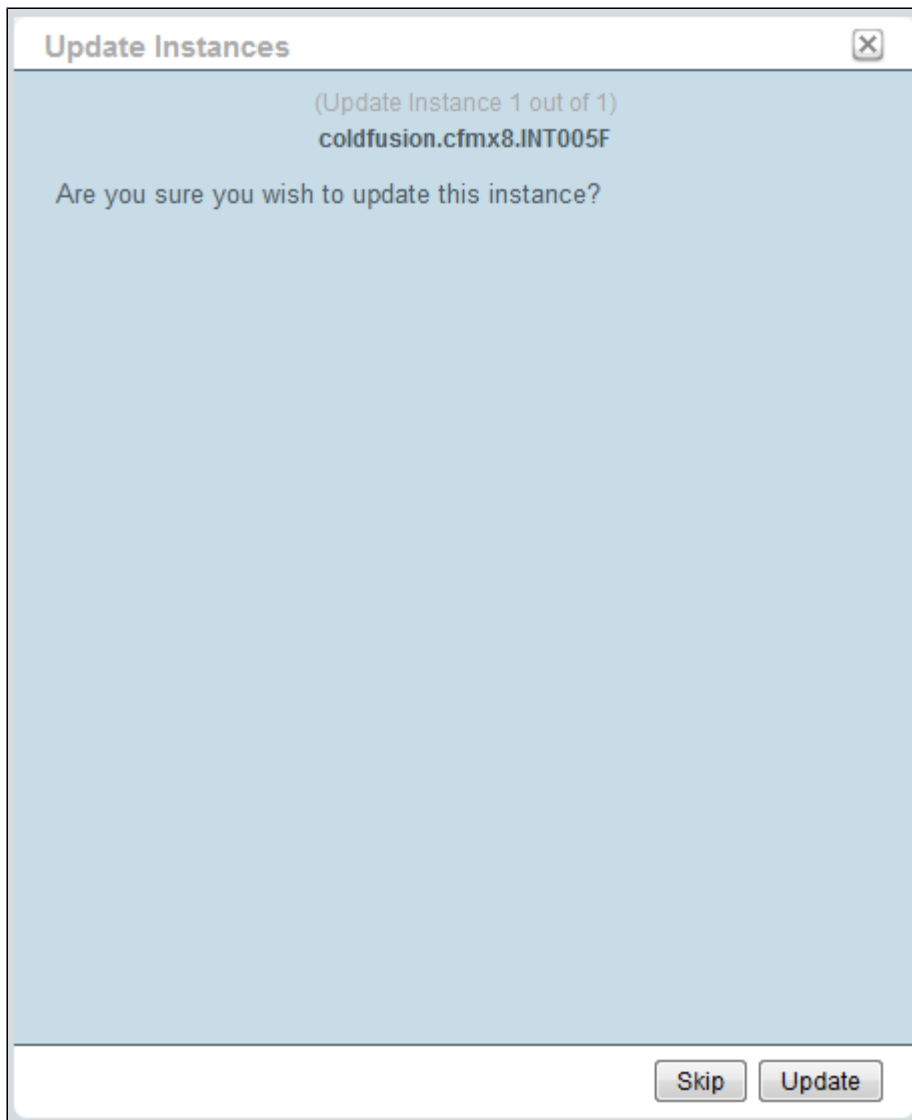 Update Instances
(Update Instance 1 out of 1)
coldfusion.cfmx8.INT005F
Are you sure you wish to update this instance?
Skip Update